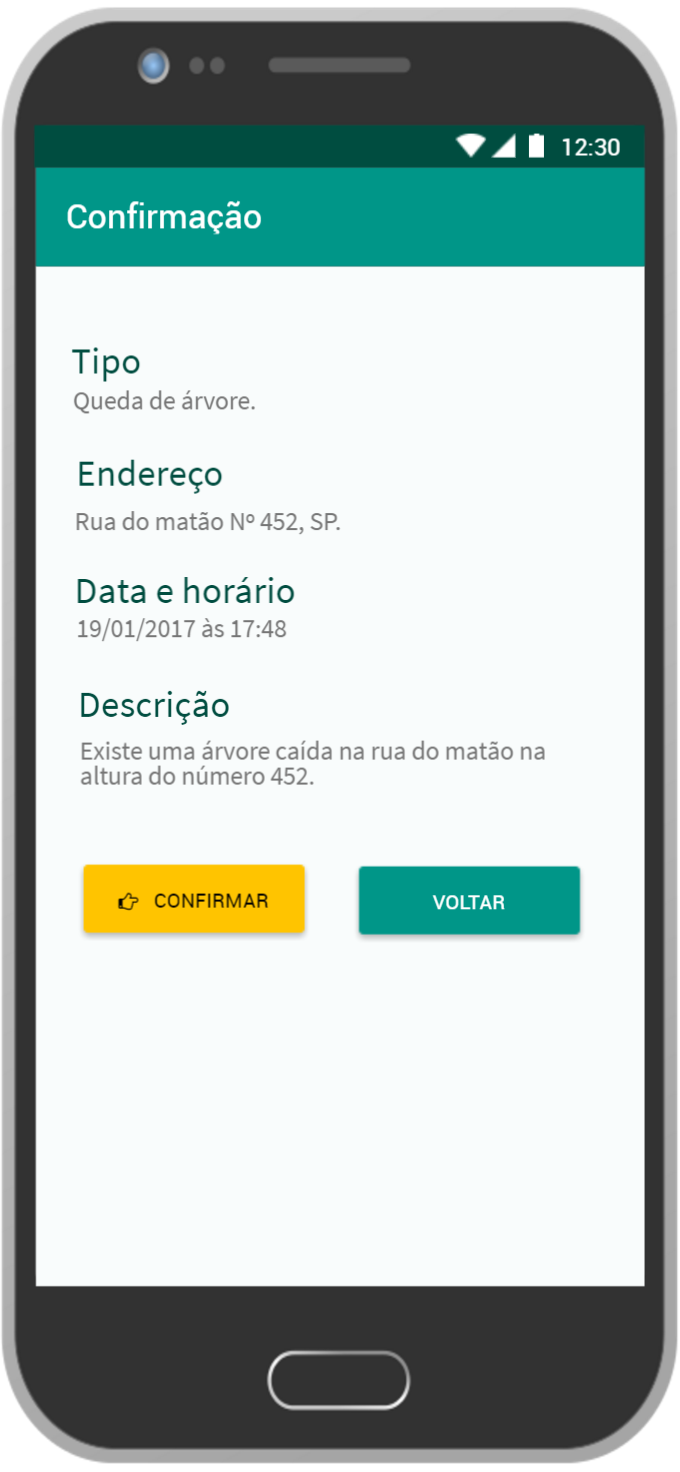 12:30
Confirmação
Tipo
Queda de árvore.
Endereço
Rua do matão Nº 452, SP.
Data e horário
19/01/2017 às 17:48
Descrição
Existe uma árvore caída na rua do matão na
altura do número 452.
CONFIRMAR
VOLTAR